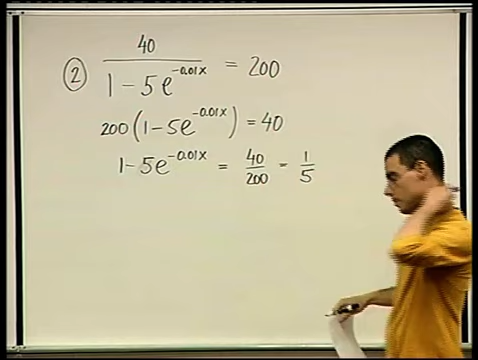 ② 40 / (1 - 5e^{-0.01x}) = 200
200(1 - 5e^{-0.01x}) = 40
1 - 5e^{-0.01x} = 40/200 = 1/5